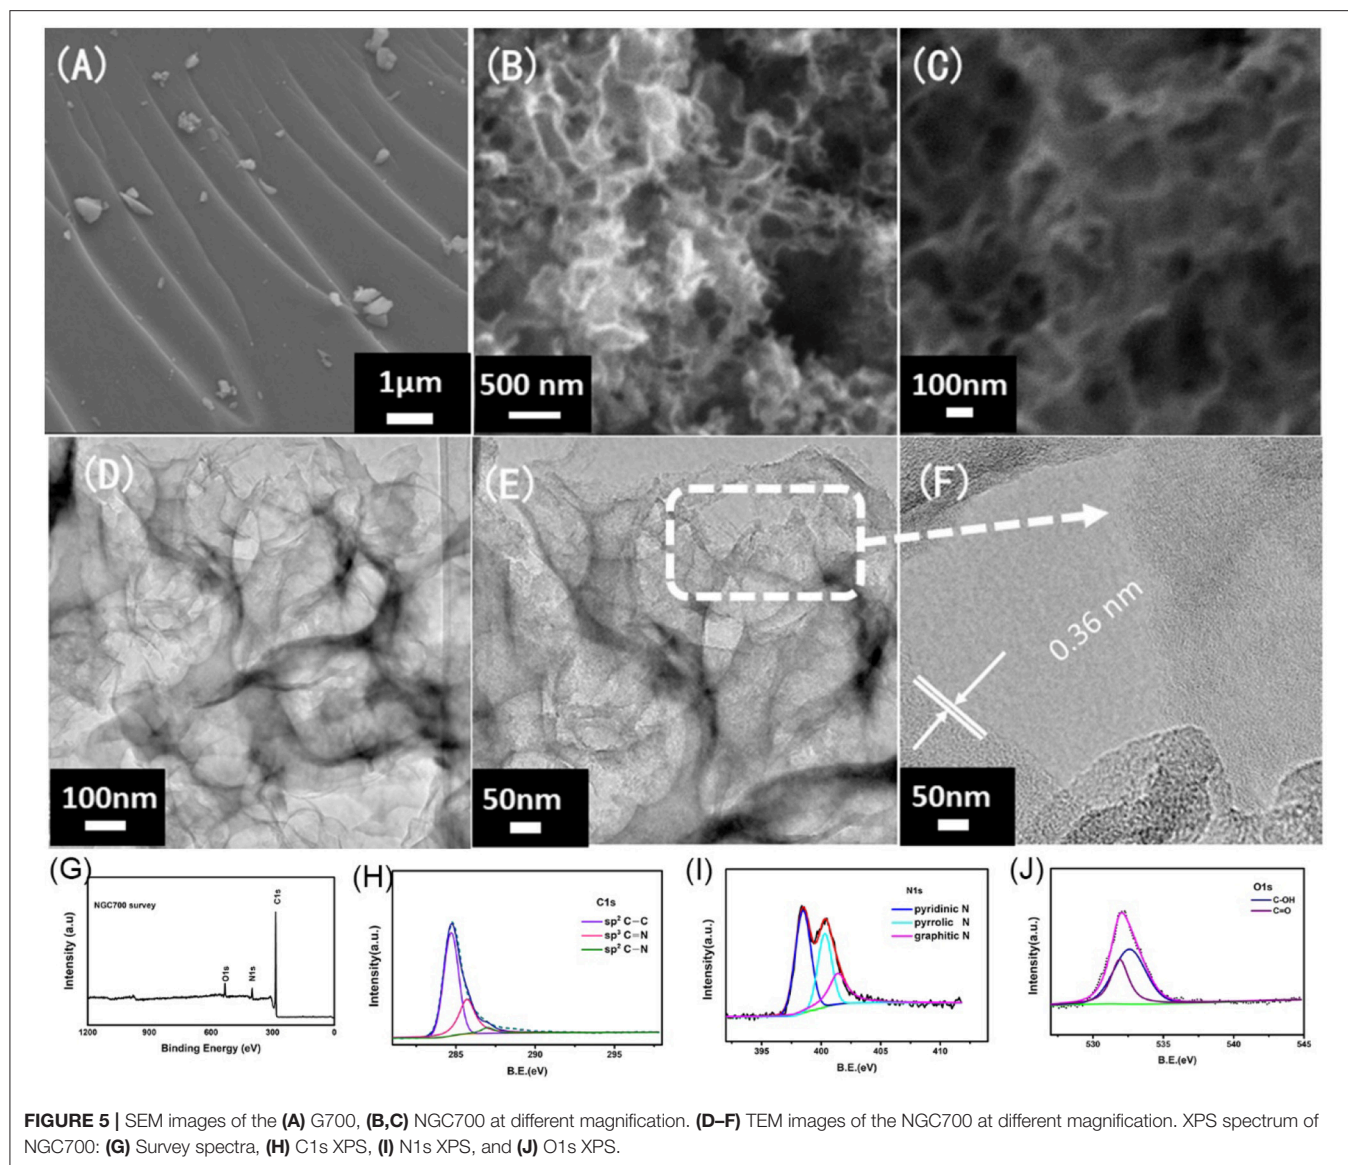 (A)
(B)
(C)
1μm
500 nm
100nm
(D)
(E)
(F)
0.36 nm
100nm
50nm
50nm
(G)
NGC700 survey
C1s
O1s
N1s
Intensity (a.u)
1200 900 600 300 0
Binding Energy (eV)
(H)
C1s
sp² C−C
sp³ C=N
sp² C−N
Intensity(a.u.)
285 290 295
B.E.(eV)
(I)
N1s
pyridinic N
pyrrolic N
graphitic N
Intensity(a.u.)
395 400 405 410
B.E.(eV)
(J)
O1s
C-OH
C=O
Intensity(a.u.)
530 535 540 545
B.E.(eV)
FIGURE 5 | SEM images of the (A) G700, (B,C) NGC700 at different magnification. (D–F) TEM images of the NGC700 at different magnification. XPS spectrum of
NGC700: (G) Survey spectra, (H) C1s XPS, (I) N1s XPS, and (J) O1s XPS.